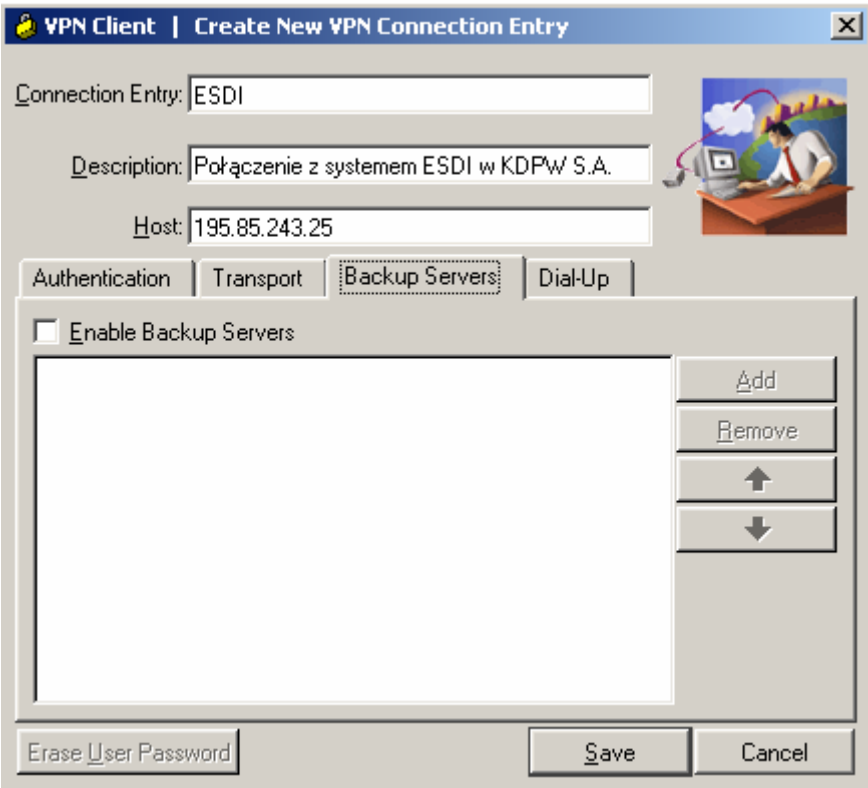 VPN Client | Create New VPN Connection Entry
Connection Entry: ESDI
Description: Połączenie z systemem ESDI w KDPW S.A.
Host: 195.85.243.25
Authentication Transport Backup Servers Dial-Up
Enable Backup Servers
Add
Remove
Erase User Password Save Cancel